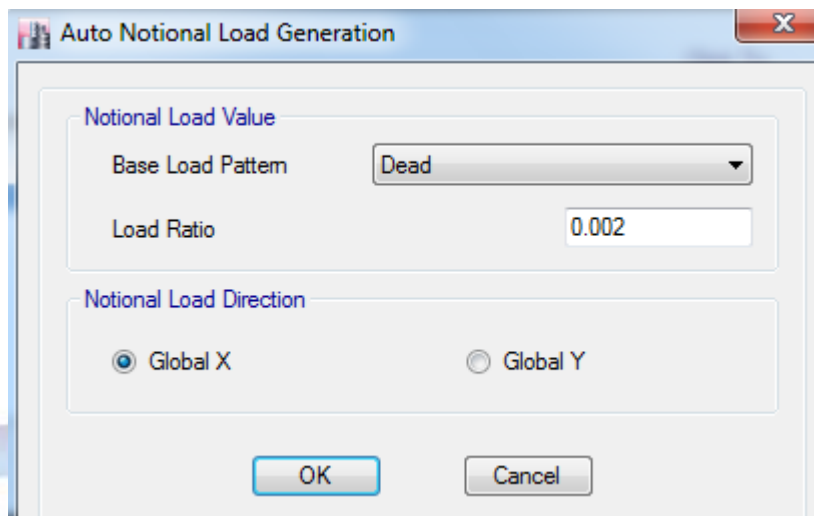 Auto Notional Load Generation
Notional Load Value
Base Load Pattern Dead
Load Ratio 0.002
Notional Load Direction
Global X Global Y
OK Cancel